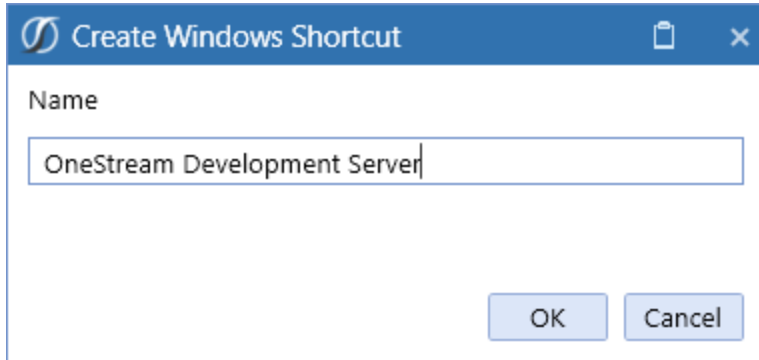 Create Windows Shortcut
Name
OneStream Development Server
OK
Cancel